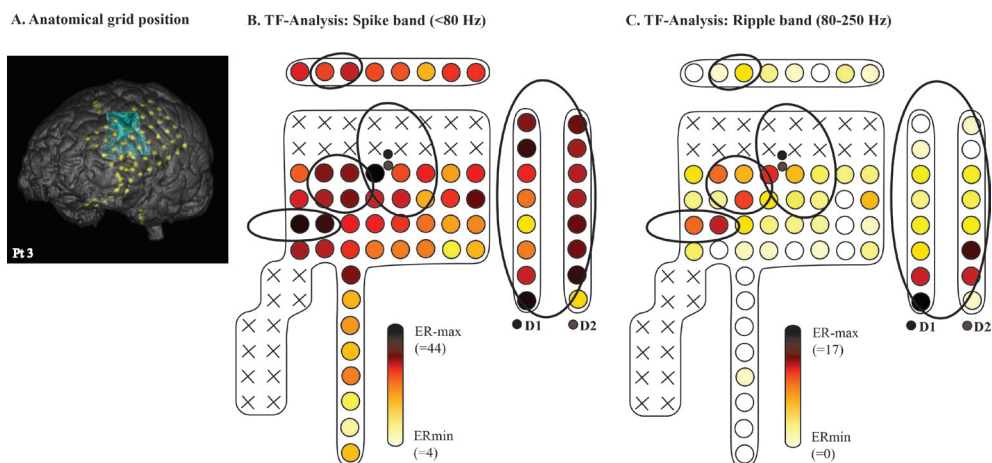 A. Anatomical grid position
B. TF-Analysis: Spike band (<80 Hz)
C. TF-Analysis: Ripple band (80-250 Hz)
Pt 3
D1
D2
ER-max
(=44)
ERmin
(=4)
D1
D2
ER-max
(=17)
ERmin
(=0)